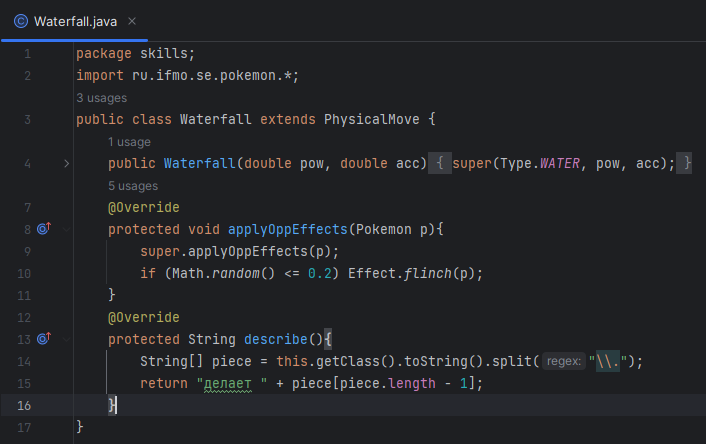 Waterfall.java
1 package skills;
2 import ru.ifmo.se.pokemon.*;
3 usages
3 public class Waterfall extends PhysicalMove {
1 usage
4 public Waterfall(double pow, double acc) { super(Type.WATER, pow, acc); }
5 usages
7 @Override
8 protected void applyOppEffects(Pokemon p){
9 super.applyOppEffects(p);
10 if (Math.random() <= 0.2) Effect.flinch(p);
11 }
12 @Override
13 protected String describe(){
14 String[] piece = this.getClass().toString().split( regex: "\\.");
15 return "делает " + piece[piece.length - 1];
16 }
17 }